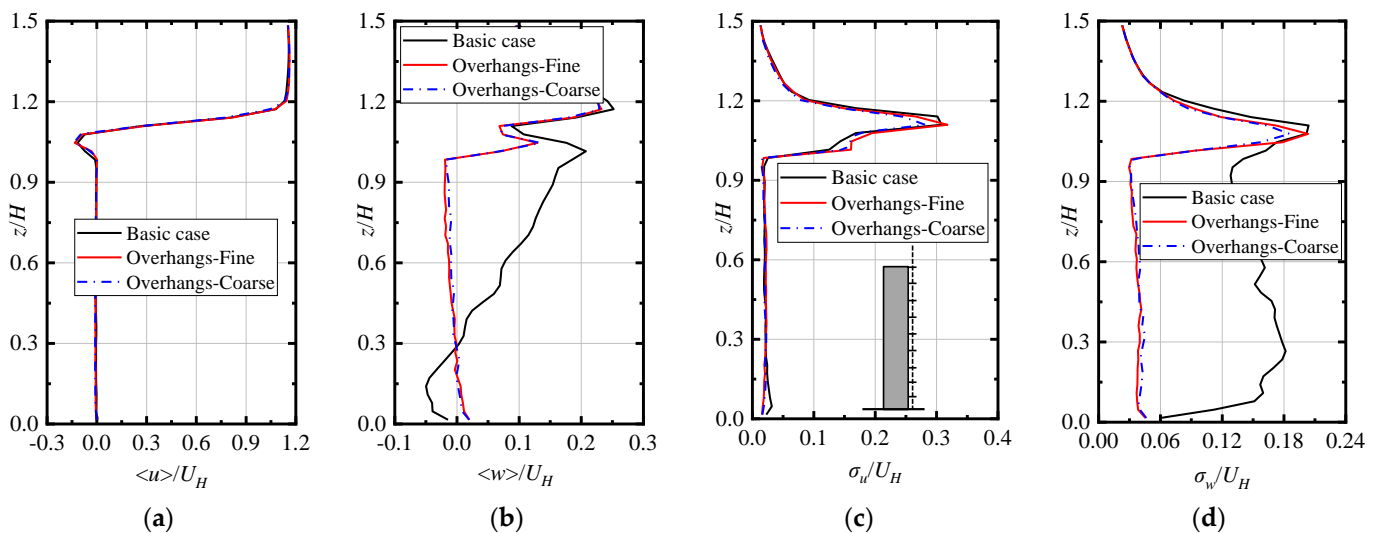 1.5
1.2
0.9
0.6
0.3
0.0
z/H
-0.3 0.0 0.3 0.6 0.9 1.2
<u>/U_H
Basic case
Overhangs-Fine
Overhangs-Coarse
(a)
1.5
1.2
0.9
0.6
0.3
0.0
z/H
-0.1 0.0 0.1 0.2 0.3
<w>/U_H
Basic case
Overhangs-Fine
Overhangs-Coarse
(b)
1.5
1.2
0.9
0.6
0.3
0.0
z/H
0.0 0.1 0.2 0.3 0.4
σ_u/U_H
Basic case
Overhangs-Fine
Overhangs-Coarse
(c)
1.5
1.2
0.9
0.6
0.3
0.0
z/H
0.00 0.06 0.12 0.18 0.24
σ_w/U_H
Basic case
Overhangs-Fine
Overhangs-Coarse
(d)